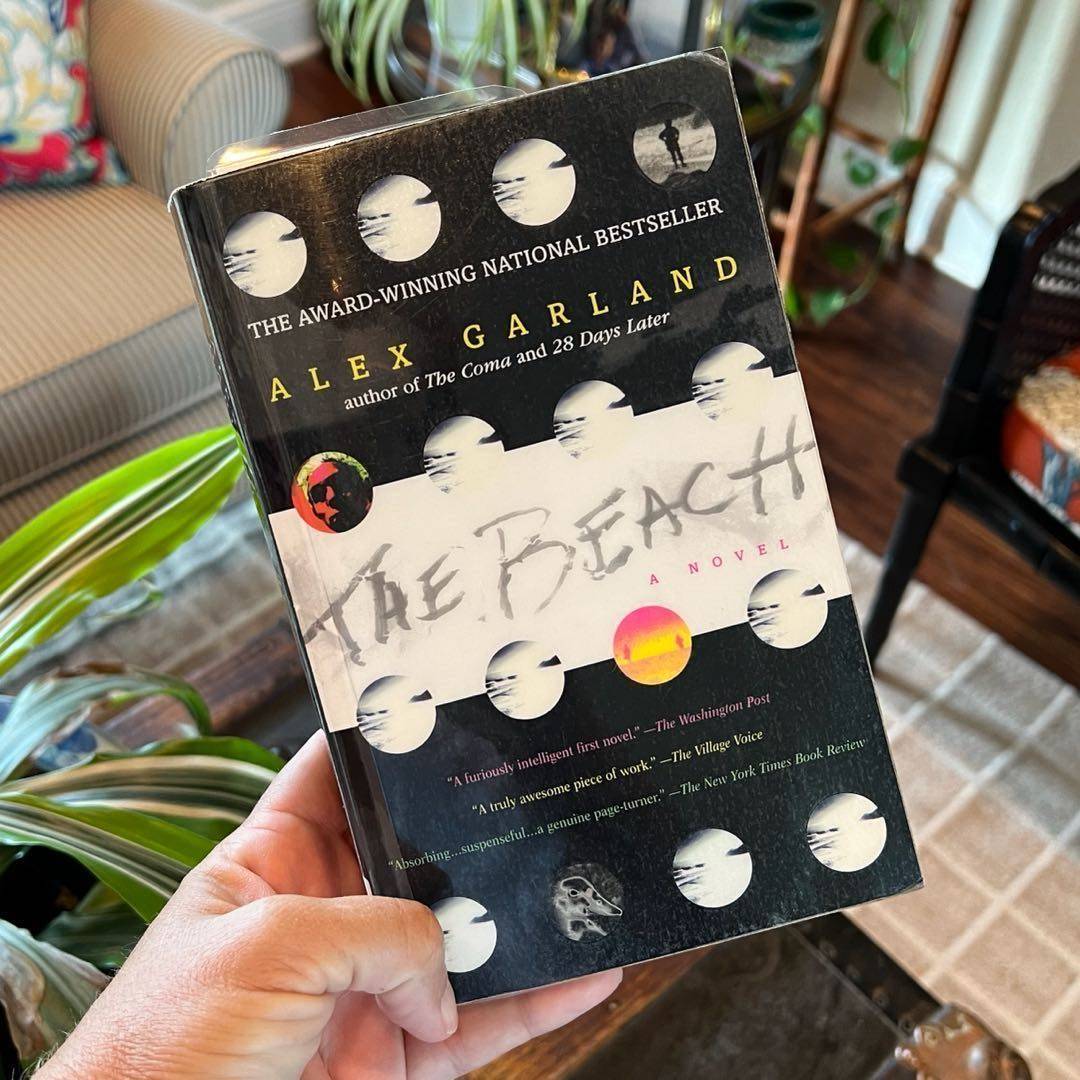 THE AWARD-WINNING NATIONAL BESTSELLER
ALEX GARLAND
author of The Coma and 28 Days Later
THE BEACH
A NOVEL
“A furiously intelligent first novel.” —The Washington Post
“A truly awesome piece of work.” —The Village Voice
“Absorbing...suspenseful...a genuine page-turner.” —The New York Times Book Review